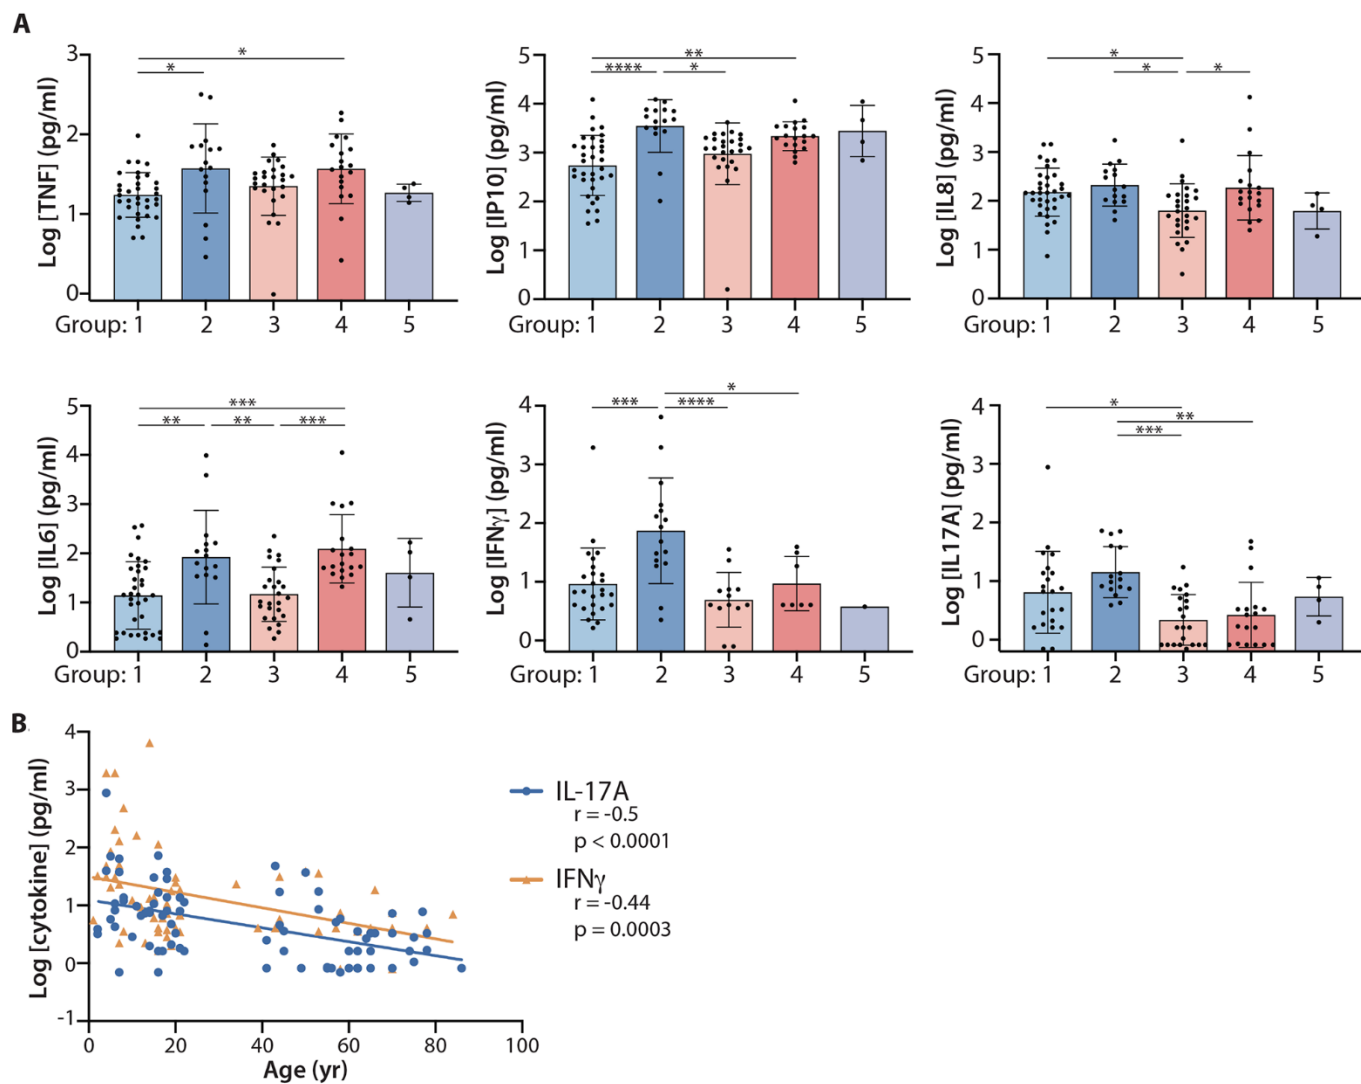 A
Log [TNF] (pg/ml)
3
2
1
0
*
*
Group: 1 2 3 4 5
Log [IP10] (pg/ml)
5
4
3
2
1
0
**
**** *
Group: 1 2 3 4 5
Log [IL8] (pg/ml)
5
4
3
2
1
0
*
* *
Group: 1 2 3 4 5
Log [IL6] (pg/ml)
5
4
3
2
1
0
***
** ** ***
Group: 1 2 3 4 5
Log [IFNγ] (pg/ml)
4
3
2
1
0
*
*** ****
Group: 1 2 3 4 5
Log [IL17A] (pg/ml)
4
3
2
1
0
*
**
***
Group: 1 2 3 4 5
B
Log [cytokine] (pg/ml)
4
3
2
1
0
-1
0 20 40 60 80 100
Age (yr)
IL-17A
r = -0.5
p < 0.0001
IFNγ
r = -0.44
p = 0.0003